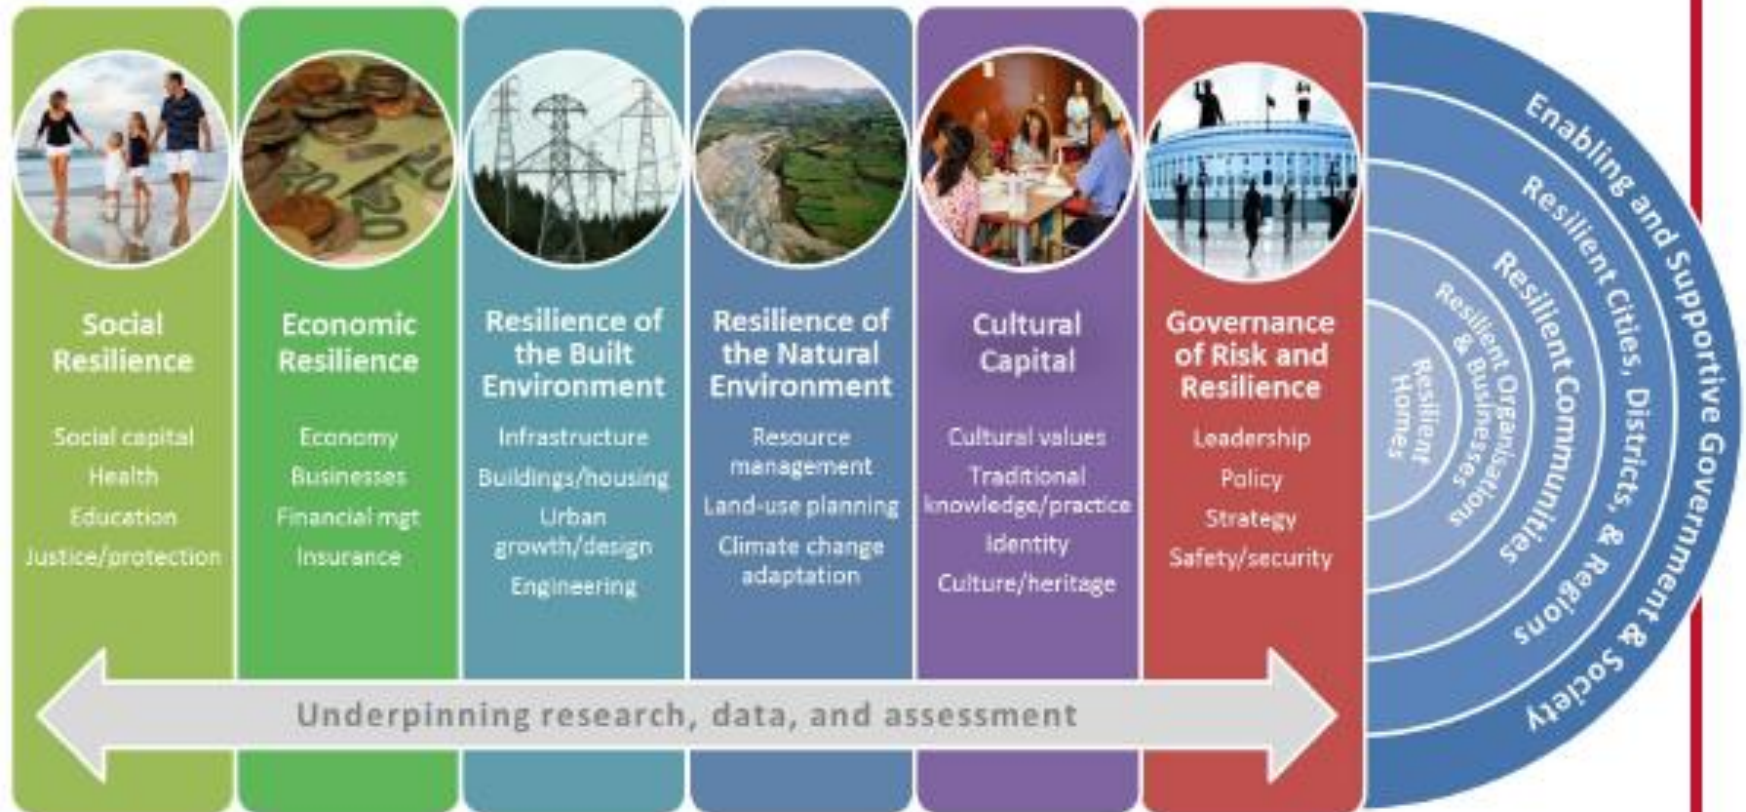 Social
Resilience
Social capital
Health
Education
Justice/protection
Economic
Resilience
Economy
Businesses
Financial mgt
Insurance
Resilience of
the Built
Environment
Infrastructure
Buildings/housing
Urban
growth/design
Engineering
Resilience of
the Natural
Environment
Resource
management
Land-use planning
Climate change
adaptation
Cultural
Capital
Cultural values
Traditional
knowledge/practice
Identity
Culture/heritage
Governance
of Risk and
Resilience
Leadership
Policy
Strategy
Safety/security
Underpinning research, data, and assessment
Resilient
Homes
Resilient Organisations
& Businesses
Resilient Communities
Resilient Cities, Districts, & Regions
Enabling and Supportive Government & Society
20
20